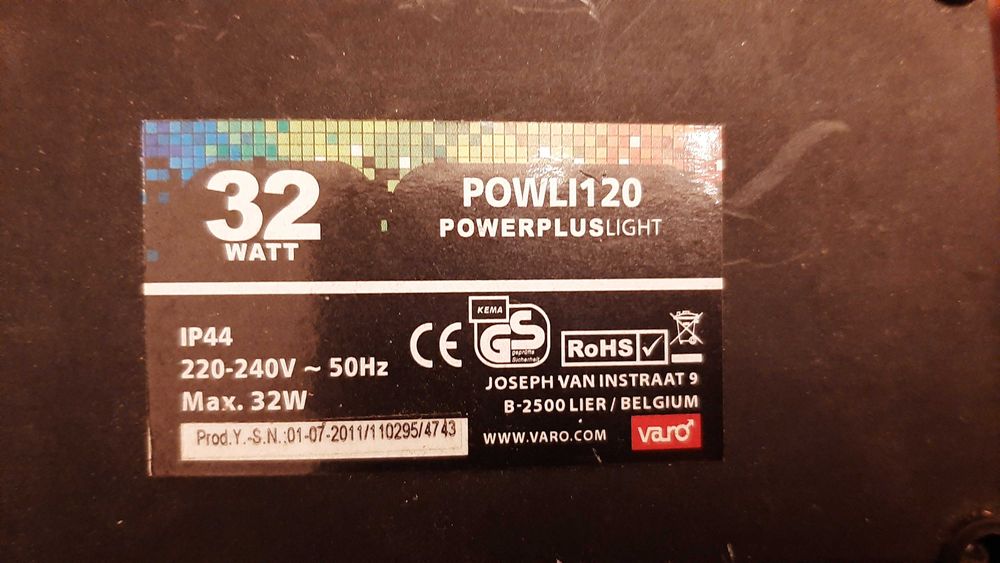 32
WATT
POWLI120
POWERPLUSLIGHT
IP44
220-240V ~ 50Hz
Max. 32W
Prod.Y.-S.N.:01-07-2011/110295/4743
CE
KEMA
GS
geprüfte
Sicherheit
RoHS
JOSEPH VAN INSTRAAT 9
B-2500 LIER / BELGIUM
WWW.VARO.COM
varo